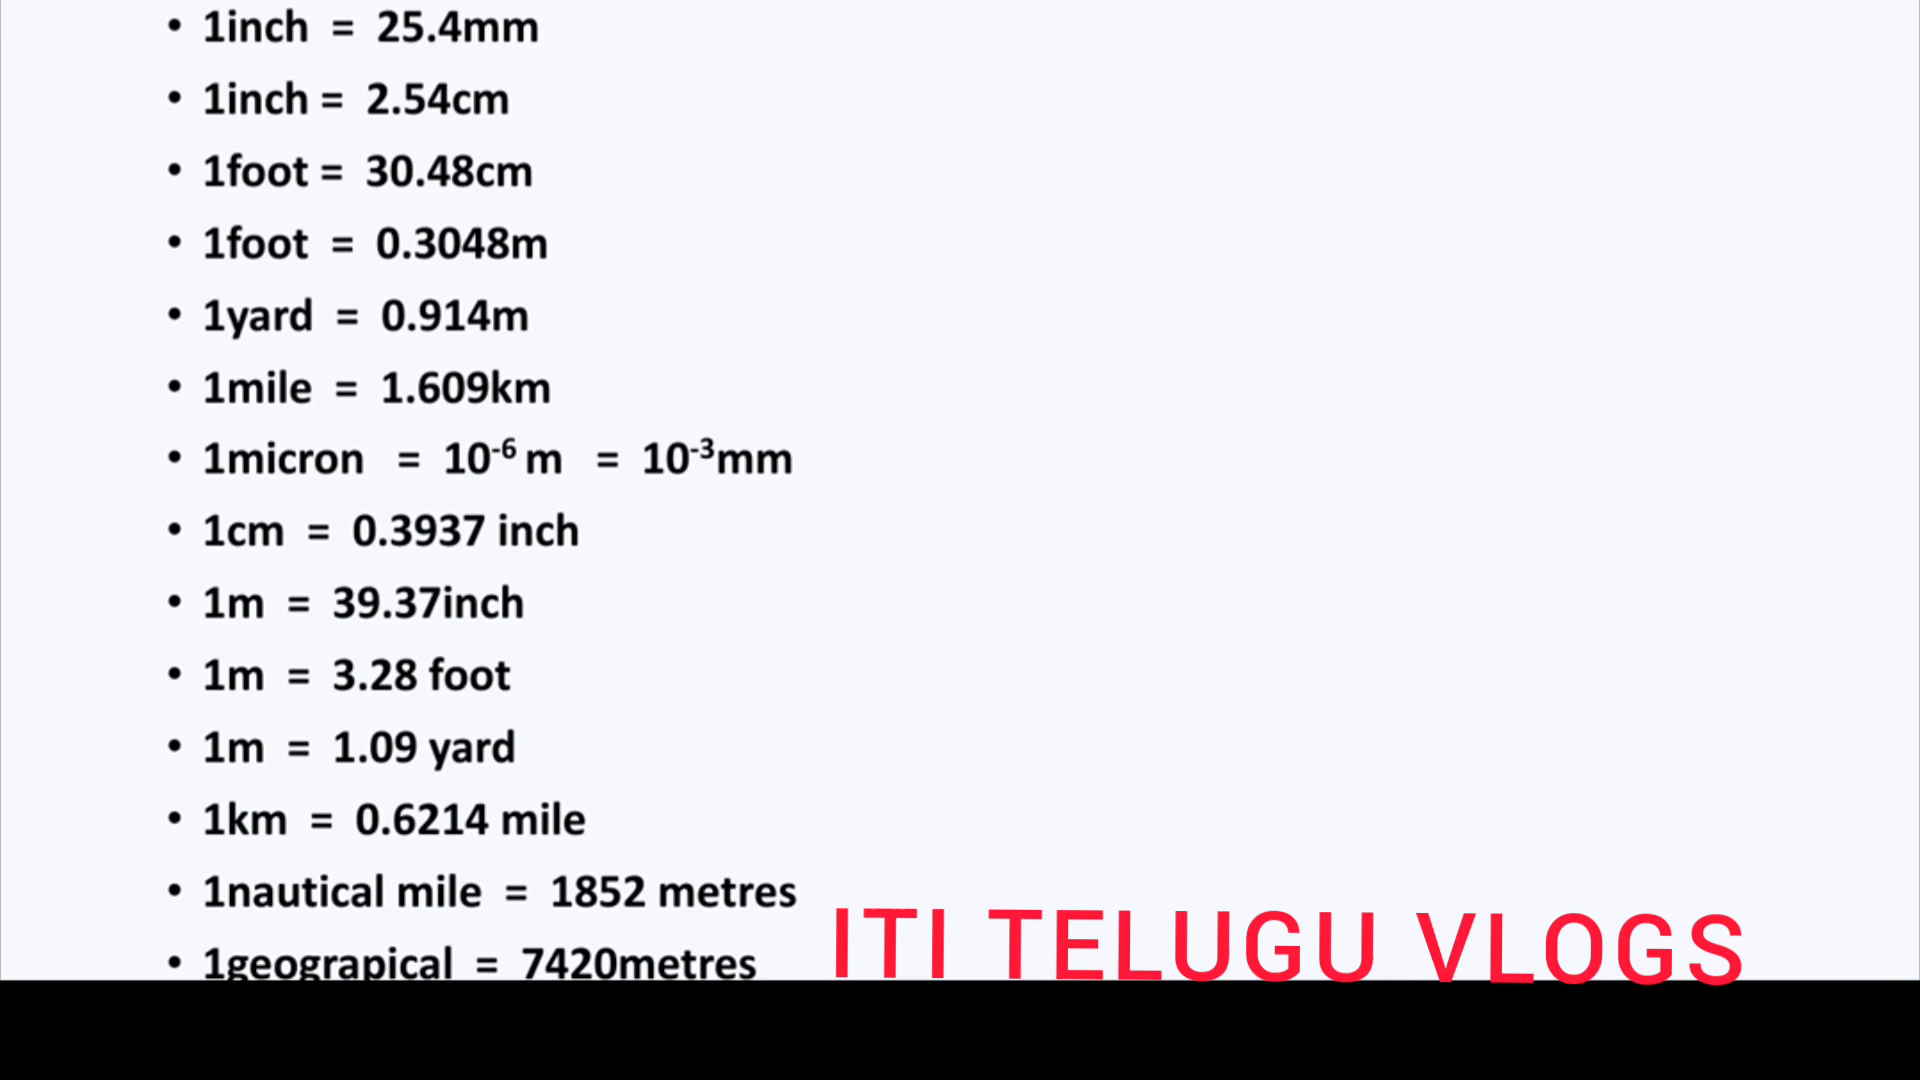 • 1inch = 25.4mm
• 1inch = 2.54cm
• 1foot = 30.48cm
• 1foot = 0.3048m
• 1yard = 0.914m
• 1mile = 1.609km
• 1micron = 10⁻⁶ m = 10⁻³mm
• 1cm = 0.3937 inch
• 1m = 39.37inch
• 1m = 3.28 foot
• 1m = 1.09 yard
• 1km = 0.6214 mile
• 1nautical mile = 1852 metres
• 1geograpical = 7420metres
ITI TELUGU VLOGS